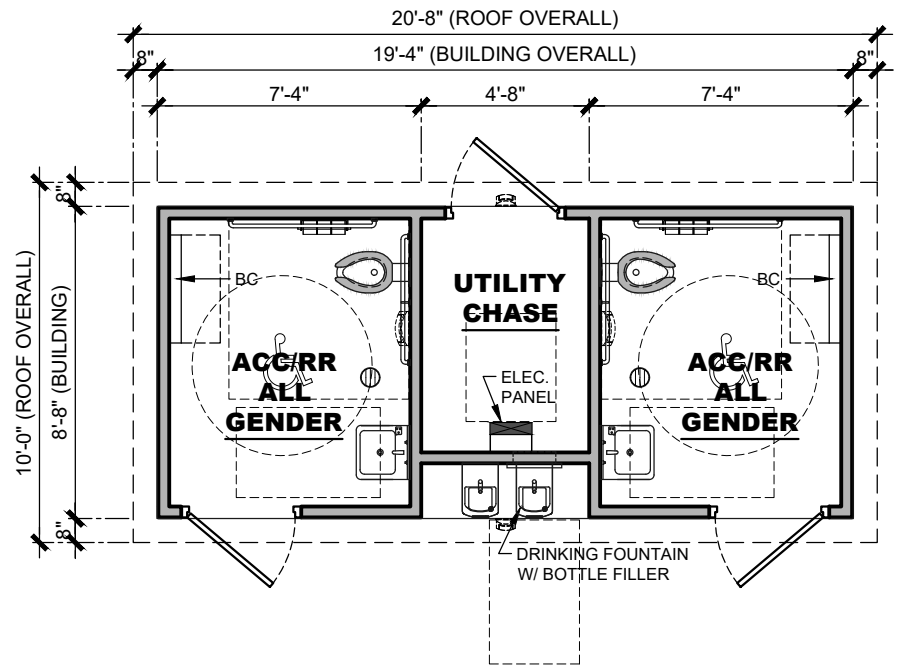 20'-8" (ROOF OVERALL)
8"
19'-4" (BUILDING OVERALL)
8"
7'-4"
4'-8"
7'-4"
10'-0" (ROOF OVERALL)
8"
8'-8" (BUILDING)
8"
BC
UTILITY
CHASE
BC
ACC/RR
ALL
GENDER
ELEC.
PANEL
ACC/RR
ALL
GENDER
DRINKING FOUNTAIN
W/ BOTTLE FILLER